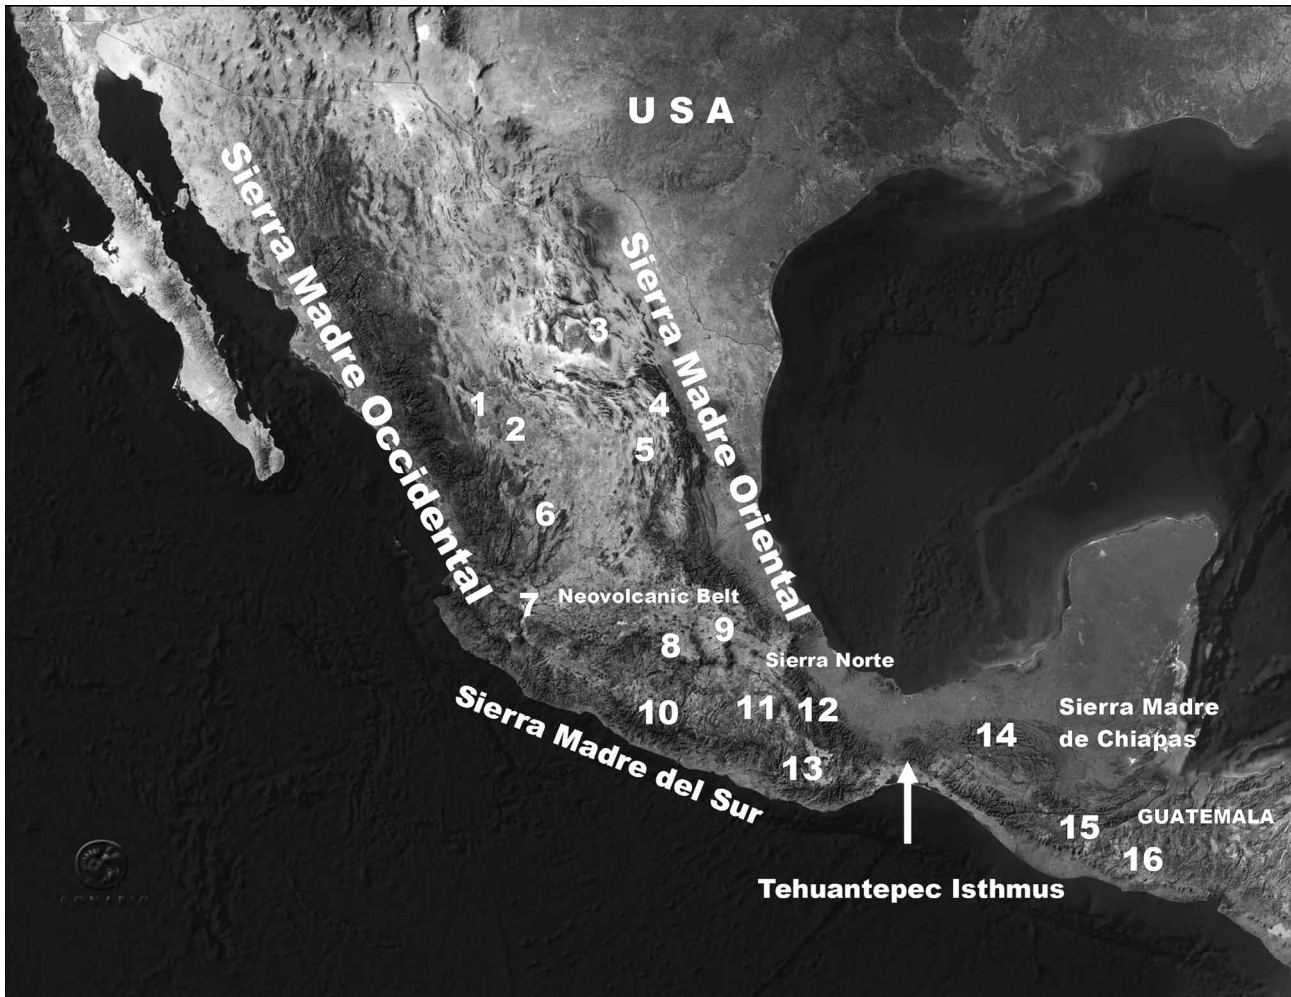 U S A
Sierra Madre Occidental
Sierra Madre Oriental
3
1
4
2
5
6
7
Neovolcanic Belt
8
9
Sierra Norte
10
11
12
Sierra Madre del Sur
13
14
Sierra Madre
de Chiapas
15
GUATEMALA
16
Tehuantepec Isthmus